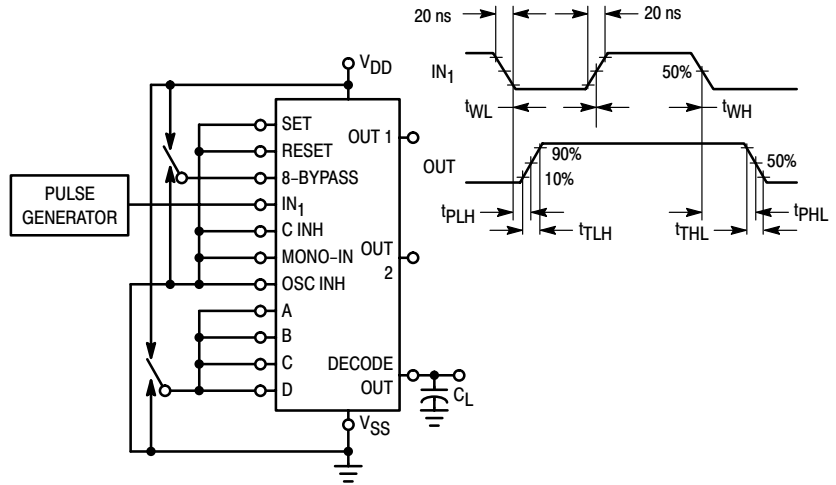 20 ns
20 ns
VDD
IN1
50%
tWL
tWH
OUT
90%
10%
50%
tPLH
tTLH
tTHL
tPHL
PULSE
GENERATOR
SET
RESET
8–BYPASS
IN1
C INH
MONO–IN
OSC INH
A
B
C
D
OUT 1
OUT
2
DECODE
OUT
CL
VSS